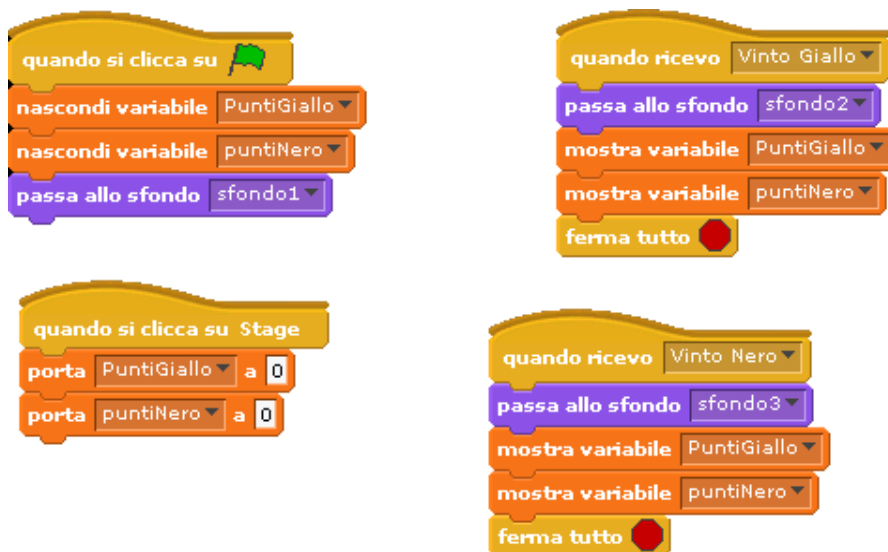 quando si clicca su
nascondi variabile PuntiGiallo
nascondi variabile puntiNero
passa allo sfondo sfondo1
quando si clicca su Stage
porta PuntiGiallo a 0
porta puntiNero a 0
quando ricevo Vinto Giallo
passa allo sfondo sfondo2
mostra variabile PuntiGiallo
mostra variabile puntiNero
ferma tutto
quando ricevo Vinto Nero
passa allo sfondo sfondo3
mostra variabile PuntiGiallo
mostra variabile puntiNero
ferma tutto